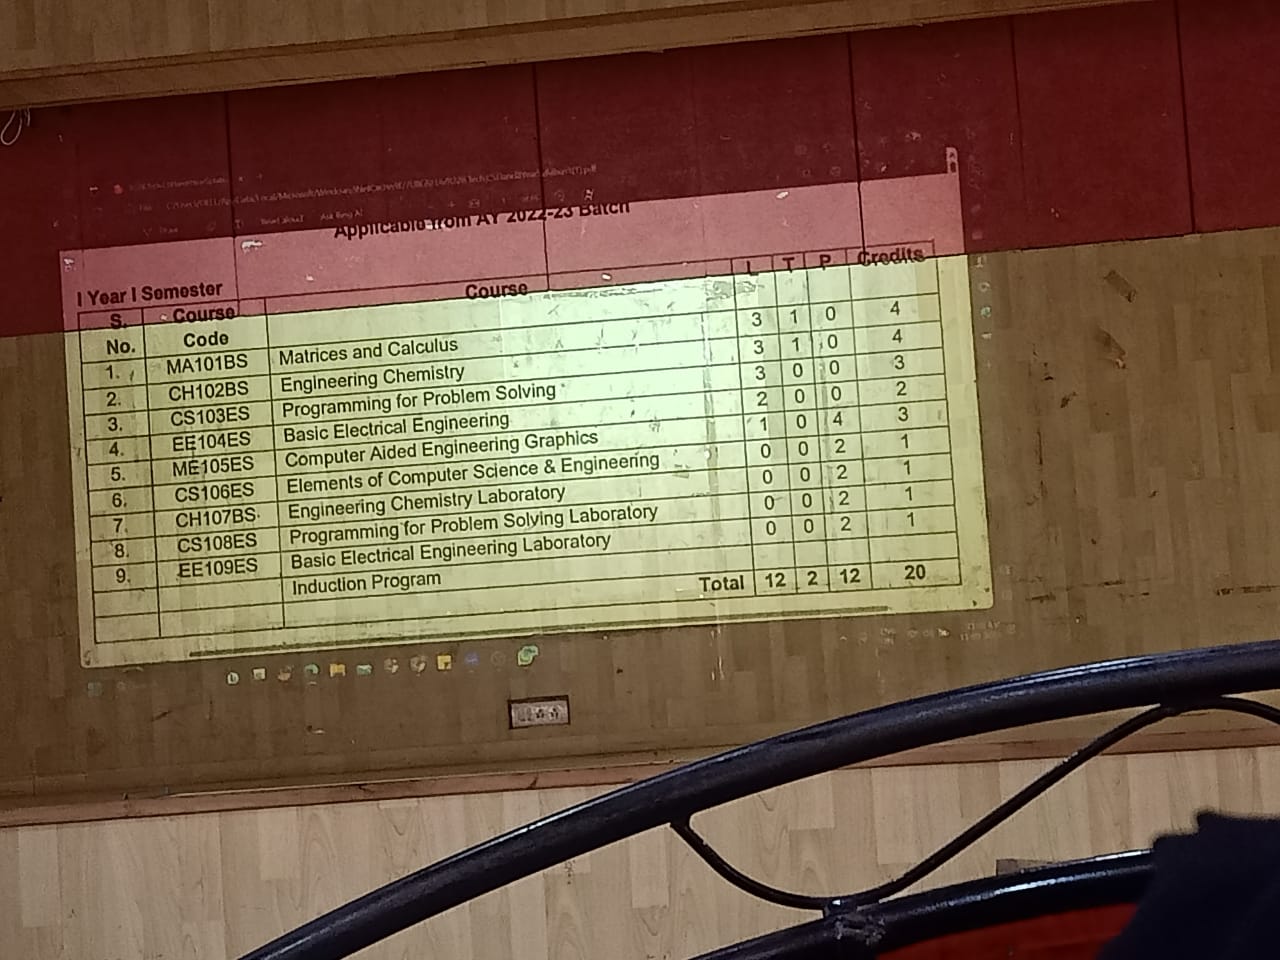 Applicable from AY 2022-23 Batch
I Year I Semester
S. No. Course Code Course L T P Credits
1. MA101BS Matrices and Calculus 3 1 0 4
2. CH102BS Engineering Chemistry 3 1 0 4
3. CS103ES Programming for Problem Solving 3 0 0 3
4. EE104ES Basic Electrical Engineering 2 0 0 2
5. ME105ES Computer Aided Engineering Graphics 1 0 4 3
6. CS106ES Elements of Computer Science & Engineering 0 0 2 1
7. CH107BS Engineering Chemistry Laboratory 0 0 2 1
8. CS108ES Programming for Problem Solving Laboratory 0 0 2 1
9. EE109ES Basic Electrical Engineering Laboratory 0 0 2 1
Induction Program
Total 12 2 12 20